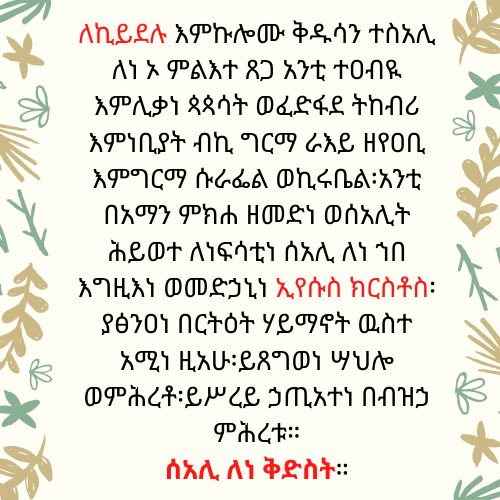 ለኪይደሉ እምኩሎሙ ቅዱሳን ተስአሊ
ለነ ኦ ምልእተ ጸጋ አንቲ ተዐብዪ
እምሊቃነ ጳጳሳት ወፈድፋደ ትከብሪ
እምነቢያት ብኪ ግርማ ራእይ ዘየዐቢ
እምግርማ ሱራፌል ወኪሩቤል፡አንቲ
በአማን ምክሐ ዘመድነ ወሰአሊት
ሕይወተ ለነፍሳቲነ ሰአሊ ለነ ኀበ
እግዚእነ ወመድኃኒነ ኢየሱስ ክርስቶስ፡
ያፅንዐነ በርትዕት ሃይማኖት ዉስተ
አሚነ ዚአሁ፡ይጸግወነ ሣህሎ
ወምሕረቶ፡ይሥረይ ኃጢአተነ በብዝኃ
ምሕረቱ።
ሰአሊ ለነ ቅድስት።